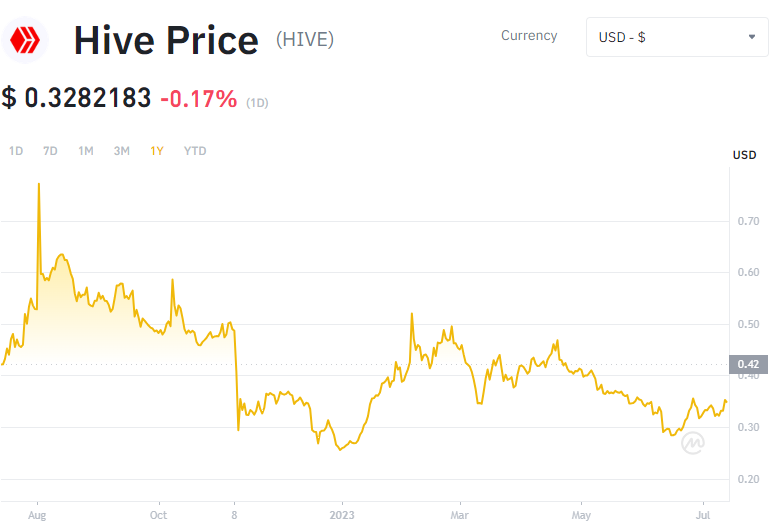 Hive Price (HIVE)
Currency
USD - $
$ 0.3282183 -0.17% (1D)
1D 7D 1M 3M 1Y YTD
USD
0.70
0.60
0.50
0.42
0.40
0.30
0.20
Aug Oct 8 2023 Mar May Jul